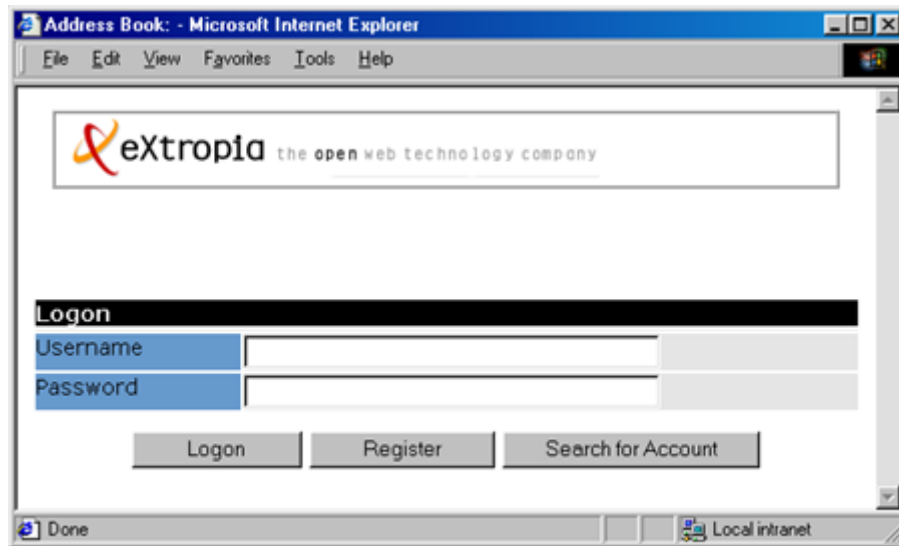 Address Book: - Microsoft Internet Explorer
File Edit View Favorites Tools Help
eXtropia the open web technology company
Logon
Username
Password
Logon Register Search for Account
Done Local intranet